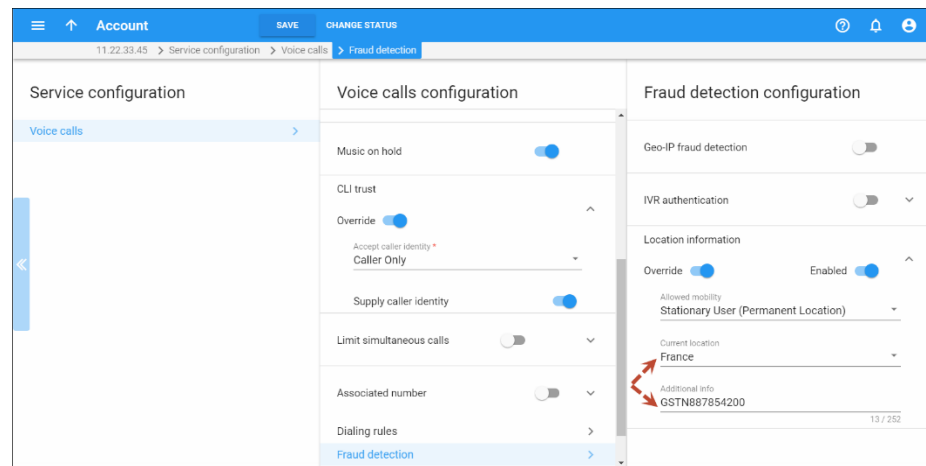 Account SAVE CHANGE STATUS
11.22.33.45 > Service configuration > Voice calls > Fraud detection
Service configuration
Voice calls
Voice calls configuration
Music on hold
CLI trust
Override
Accept caller identity *
Caller Only
Supply caller identity
Limit simultaneous calls
Associated number
Dialing rules
Fraud detection
Fraud detection configuration
Geo-IP fraud detection
IVR authentication
Location information
Override Enabled
Allowed mobility
Stationary User (Permanent Location)
Current location
France
Additional info
GSTN887854200
13 / 252